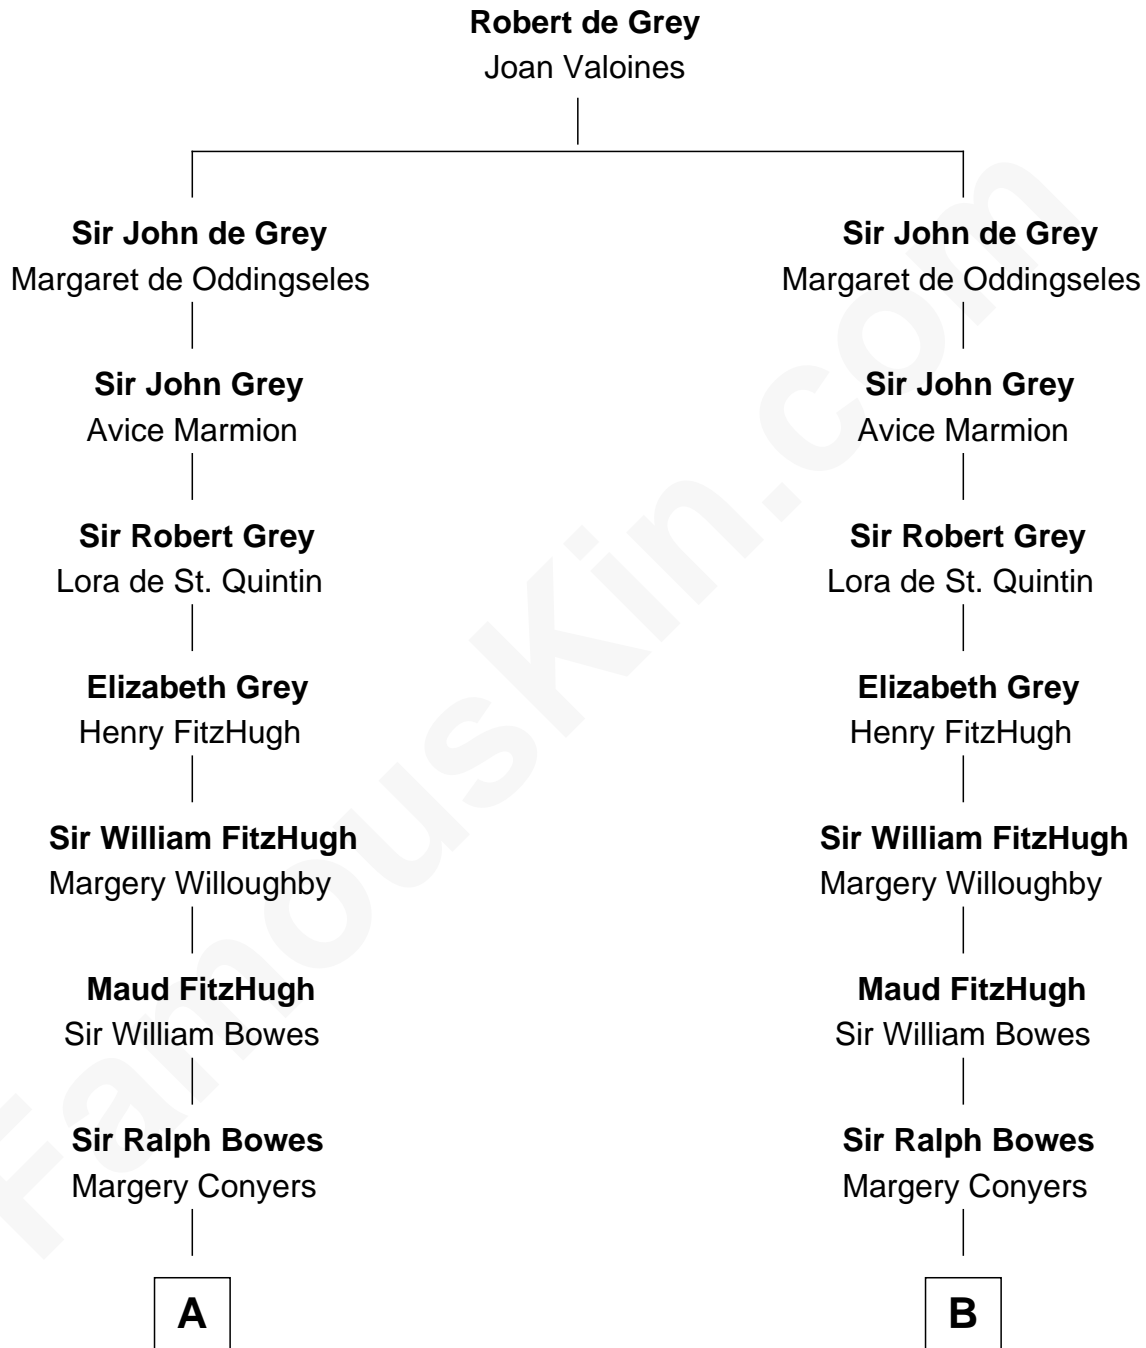 Robert de Grey
Joan Valoines
Sir John de Grey
Margaret de Oddingseles
Sir John de Grey
Margaret de Oddingseles
Sir John Grey
Avice Marmion
Sir John Grey
Avice Marmion
Sir Robert Grey
Lora de St. Quintin
Sir Robert Grey
Lora de St. Quintin
Elizabeth Grey
Henry FitzHugh
Elizabeth Grey
Henry FitzHugh
Sir William FitzHugh
Margery Willoughby
Sir William FitzHugh
Margery Willoughby
Maud FitzHugh
Sir William Bowes
Maud FitzHugh
Sir William Bowes
Sir Ralph Bowes
Margery Conyers
Sir Ralph Bowes
Margery Conyers
A
B
FamousKin.com